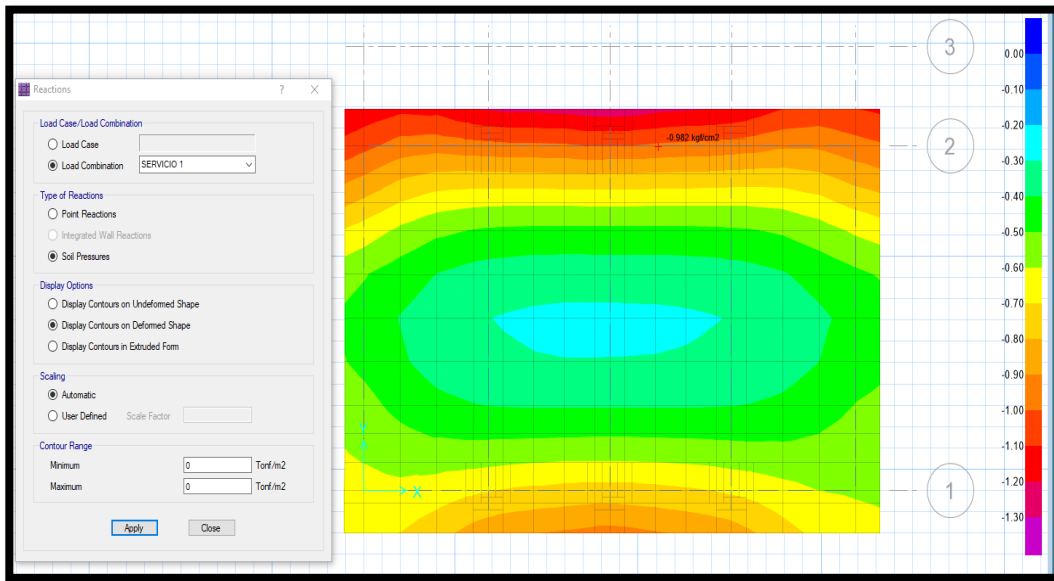 Reactions
? X
Load Case/Load Combination
Load Case
Load Combination SERVICIO 1
Type of Reactions
Point Reactions
Integrated Wall Reactions
Soil Pressures
Display Options
Display Contours on Undeformed Shape
Display Contours on Deformed Shape
Display Contours in Extruded Form
Scaling
Automatic
User Defined Scale Factor
Contour Range
Minimum 0 Tonf/m2
Maximum 0 Tonf/m2
Apply Close
-0.982 kgf/cm2
Y
X
3
2
1
0.00
-0.10
-0.20
-0.30
-0.40
-0.50
-0.60
-0.70
-0.80
-0.90
-1.00
-1.10
-1.20
-1.30